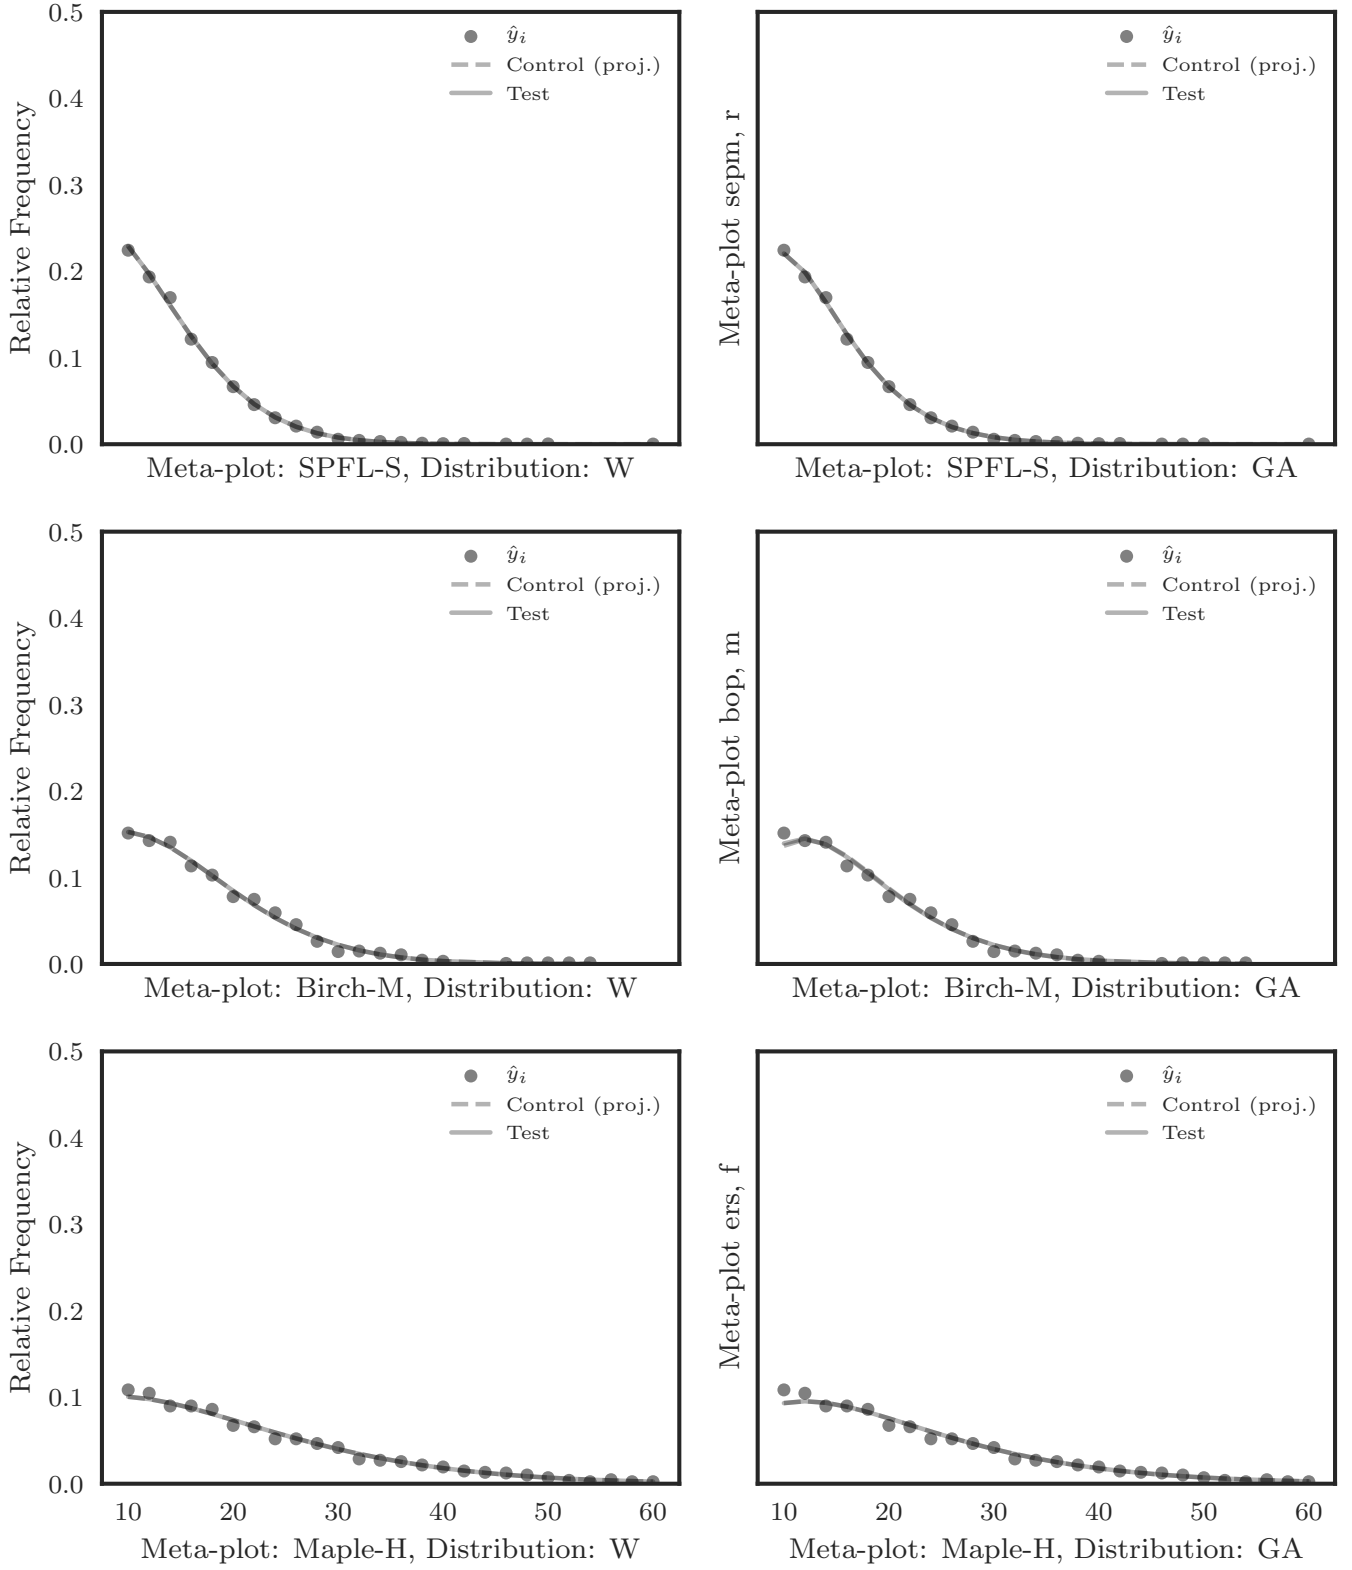 0.5
0.4
0.3
0.2
0.1
0.0
Relative Frequency
ŷᵢ
Control (proj.)
Test
Meta-plot: SPFL-S, Distribution: W
Meta-plot sepm, r
ŷᵢ
Control (proj.)
Test
Meta-plot: SPFL-S, Distribution: GA
0.5
0.4
0.3
0.2
0.1
0.0
Relative Frequency
ŷᵢ
Control (proj.)
Test
Meta-plot: Birch-M, Distribution: W
Meta-plot bop, m
ŷᵢ
Control (proj.)
Test
Meta-plot: Birch-M, Distribution: GA
0.5
0.4
0.3
0.2
0.1
0.0
Relative Frequency
ŷᵢ
Control (proj.)
Test
10 20 30 40 50 60
Meta-plot: Maple-H, Distribution: W
Meta-plot ers, f
ŷᵢ
Control (proj.)
Test
10 20 30 40 50 60
Meta-plot: Maple-H, Distribution: GA